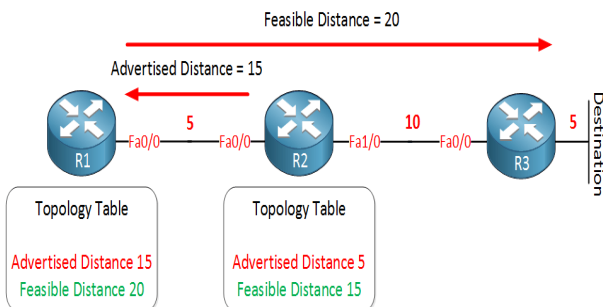 Feasible Distance = 20
Advertised Distance = 15
5
10
5
Fa0/0
Fa0/0
Fa1/0
Fa0/0
R1
R2
R3
Destination
Topology Table
Advertised Distance 15
Feasible Distance 20
Topology Table
Advertised Distance 5
Feasible Distance 15